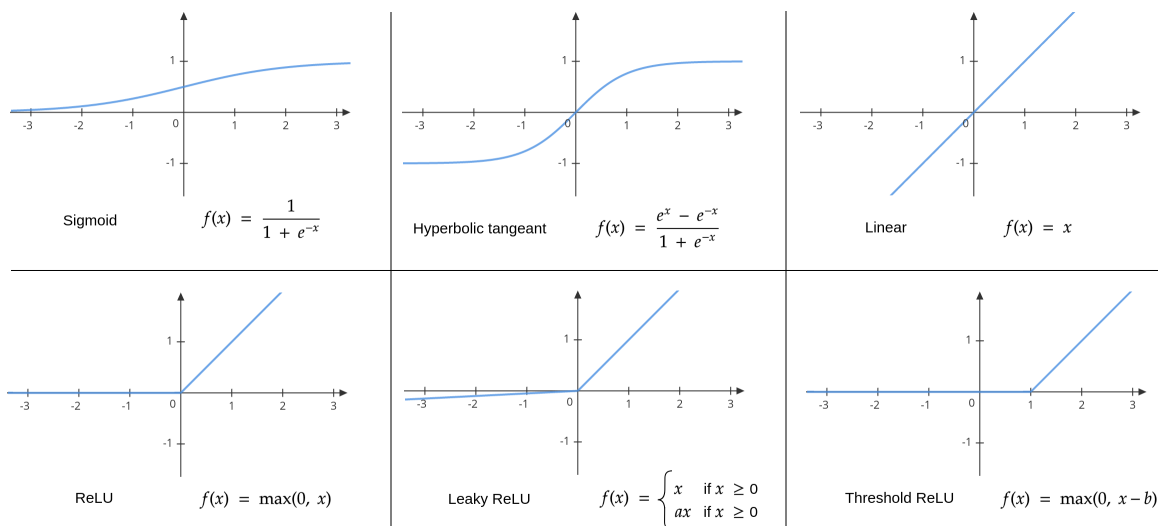 1
-3 -2 -1 0 1 2 3
Sigmoid f(x) = 1 / (1 + e^{-x})
1
-3 -2 -1 0 1 2 3
-1
Hyperbolic tangeant f(x) = (e^x − e^{-x}) / (1 + e^{-x})
1
-3 -2 -1 0 1 2 3
-1
Linear f(x) = x
1
-3 -2 -1 0 1 2 3
-1
ReLU f(x) = max(0, x)
1
-3 -2 -1 0 1 2 3
-1
Leaky ReLU f(x) = { x if x ≥ 0
ax if x ≥ 0
1
-3 -2 -1 0 1 2 3
-1
Threshold ReLU f(x) = max(0, x−b)